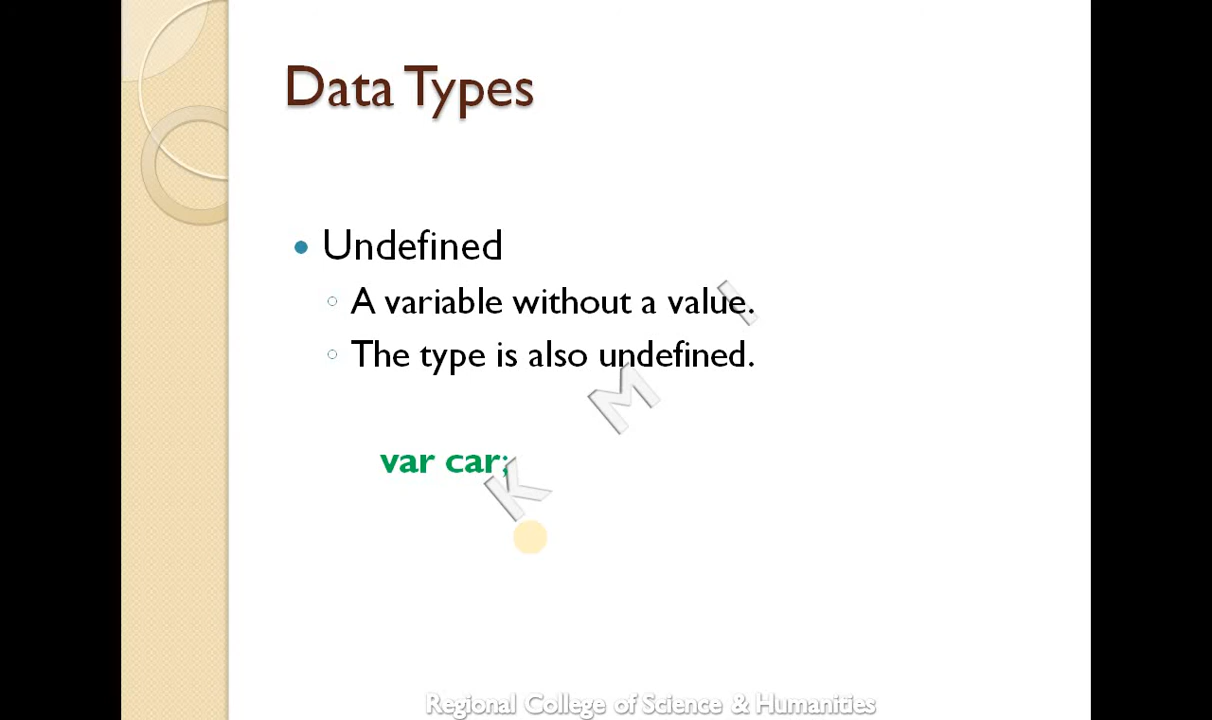 Data Types
Undefined
A variable without a value.
The type is also undefined.
var car;
K M I
Regional College of Science & Humanities